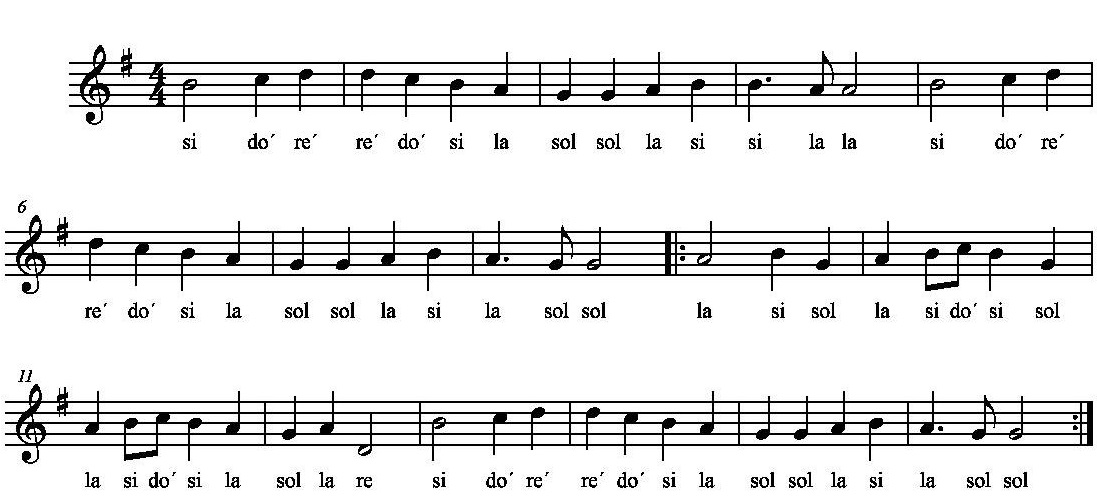 4 4
si do´ re´ re´ do´ si la sol sol la si si la la si do´ re´
6
re´ do´ si la sol sol la si la sol sol la si sol la si do´ si sol
11
la si do´ si la sol la re si do´ re´ re´ do´ si la sol sol la si la sol sol